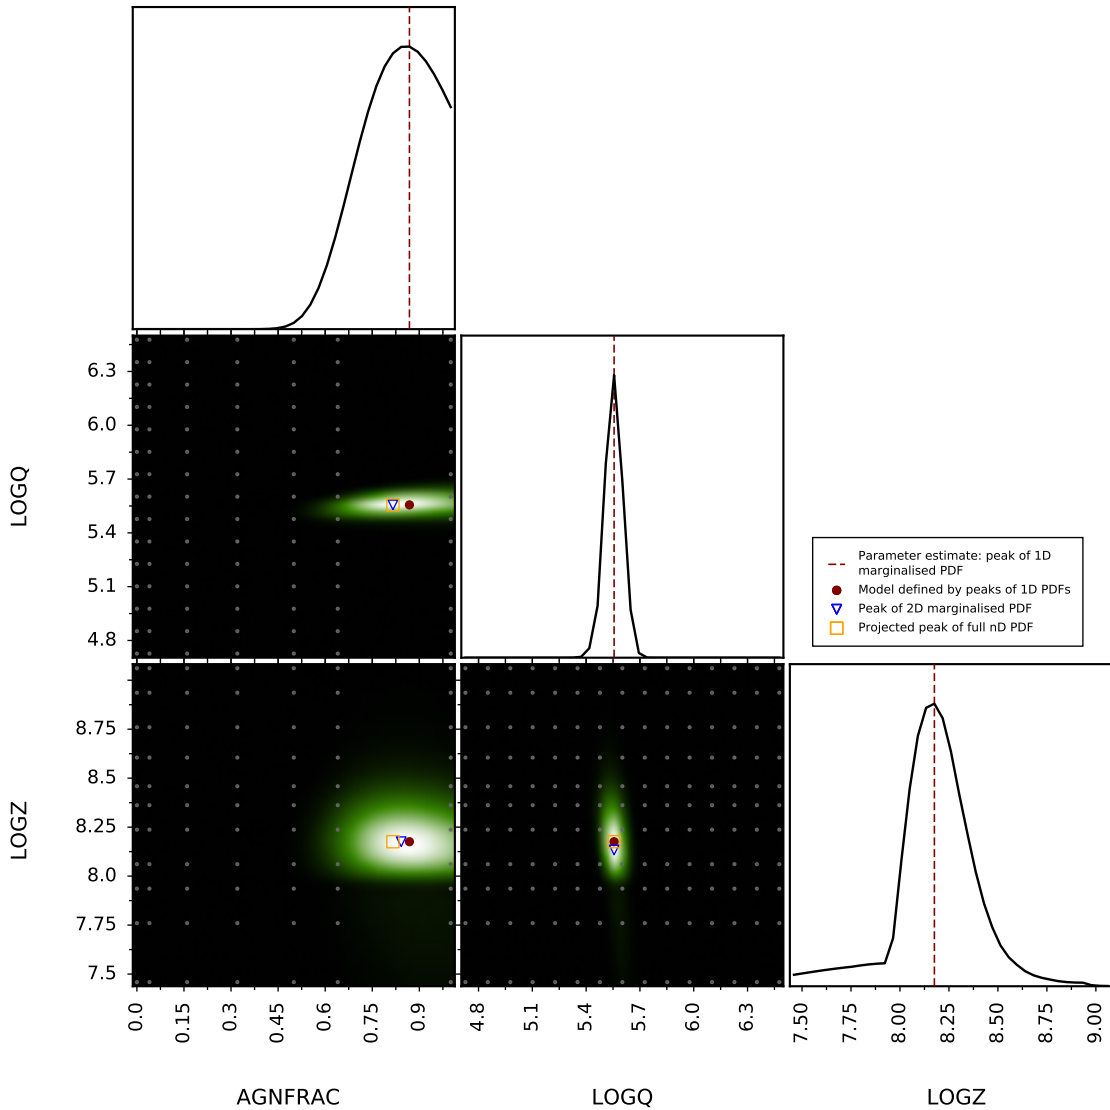 6.3
6.0
5.7
5.4
5.1
4.8
LOGQ
Parameter estimate: peak of 1D
marginalised PDF
Model defined by peaks of 1D PDFs
Peak of 2D marginalised PDF
Projected peak of full nD PDF
8.75
8.5
8.25
8.0
7.75
7.5
LOGZ
0.0 0.15 0.3 0.45 0.6 0.75 0.9
4.8 5.1 5.4 5.7 6.0 6.3
7.50 7.75 8.00 8.25 8.50 8.75 9.00
AGNFRAC LOGQ LOGZ